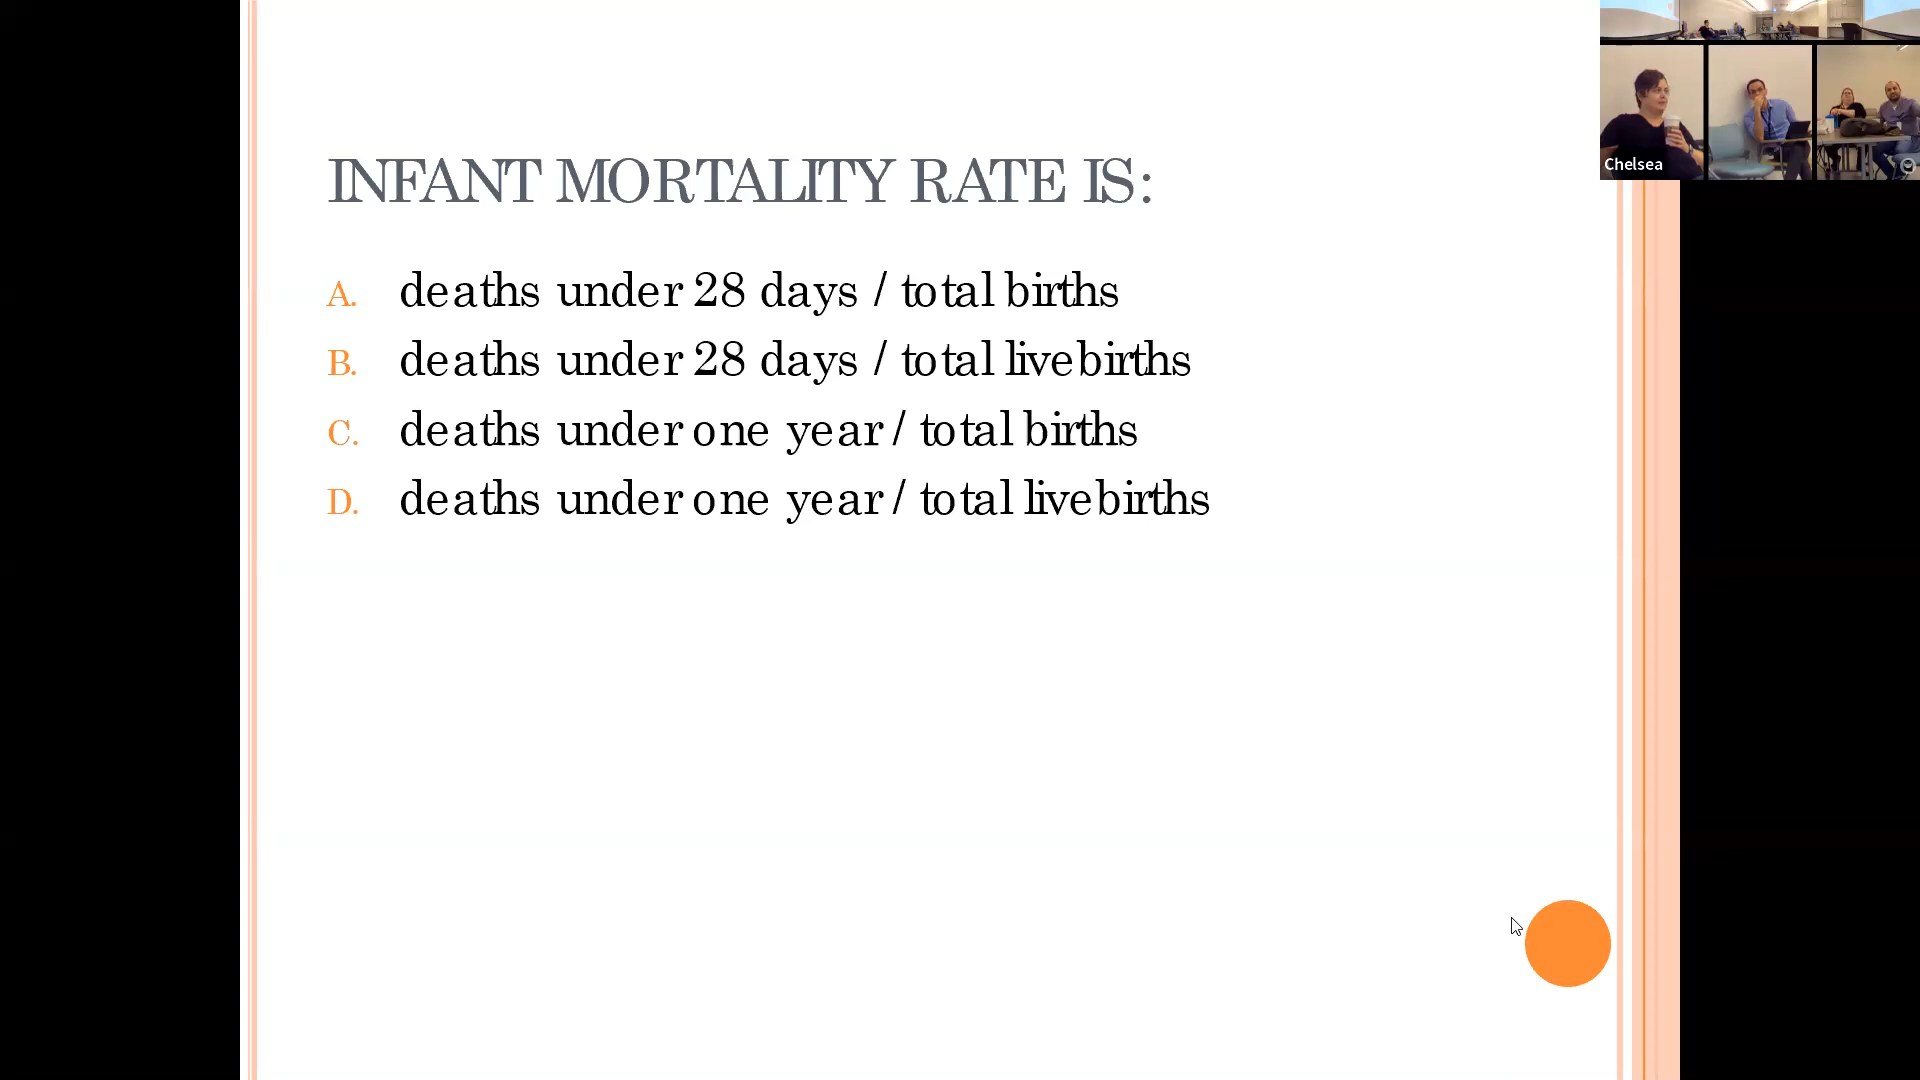 INFANT MORTALITY RATE IS:
A. deaths under 28 days / total births
B. deaths under 28 days / total livebirths
C. deaths under one year / total births
D. deaths under one year / total livebirths
Chelsea